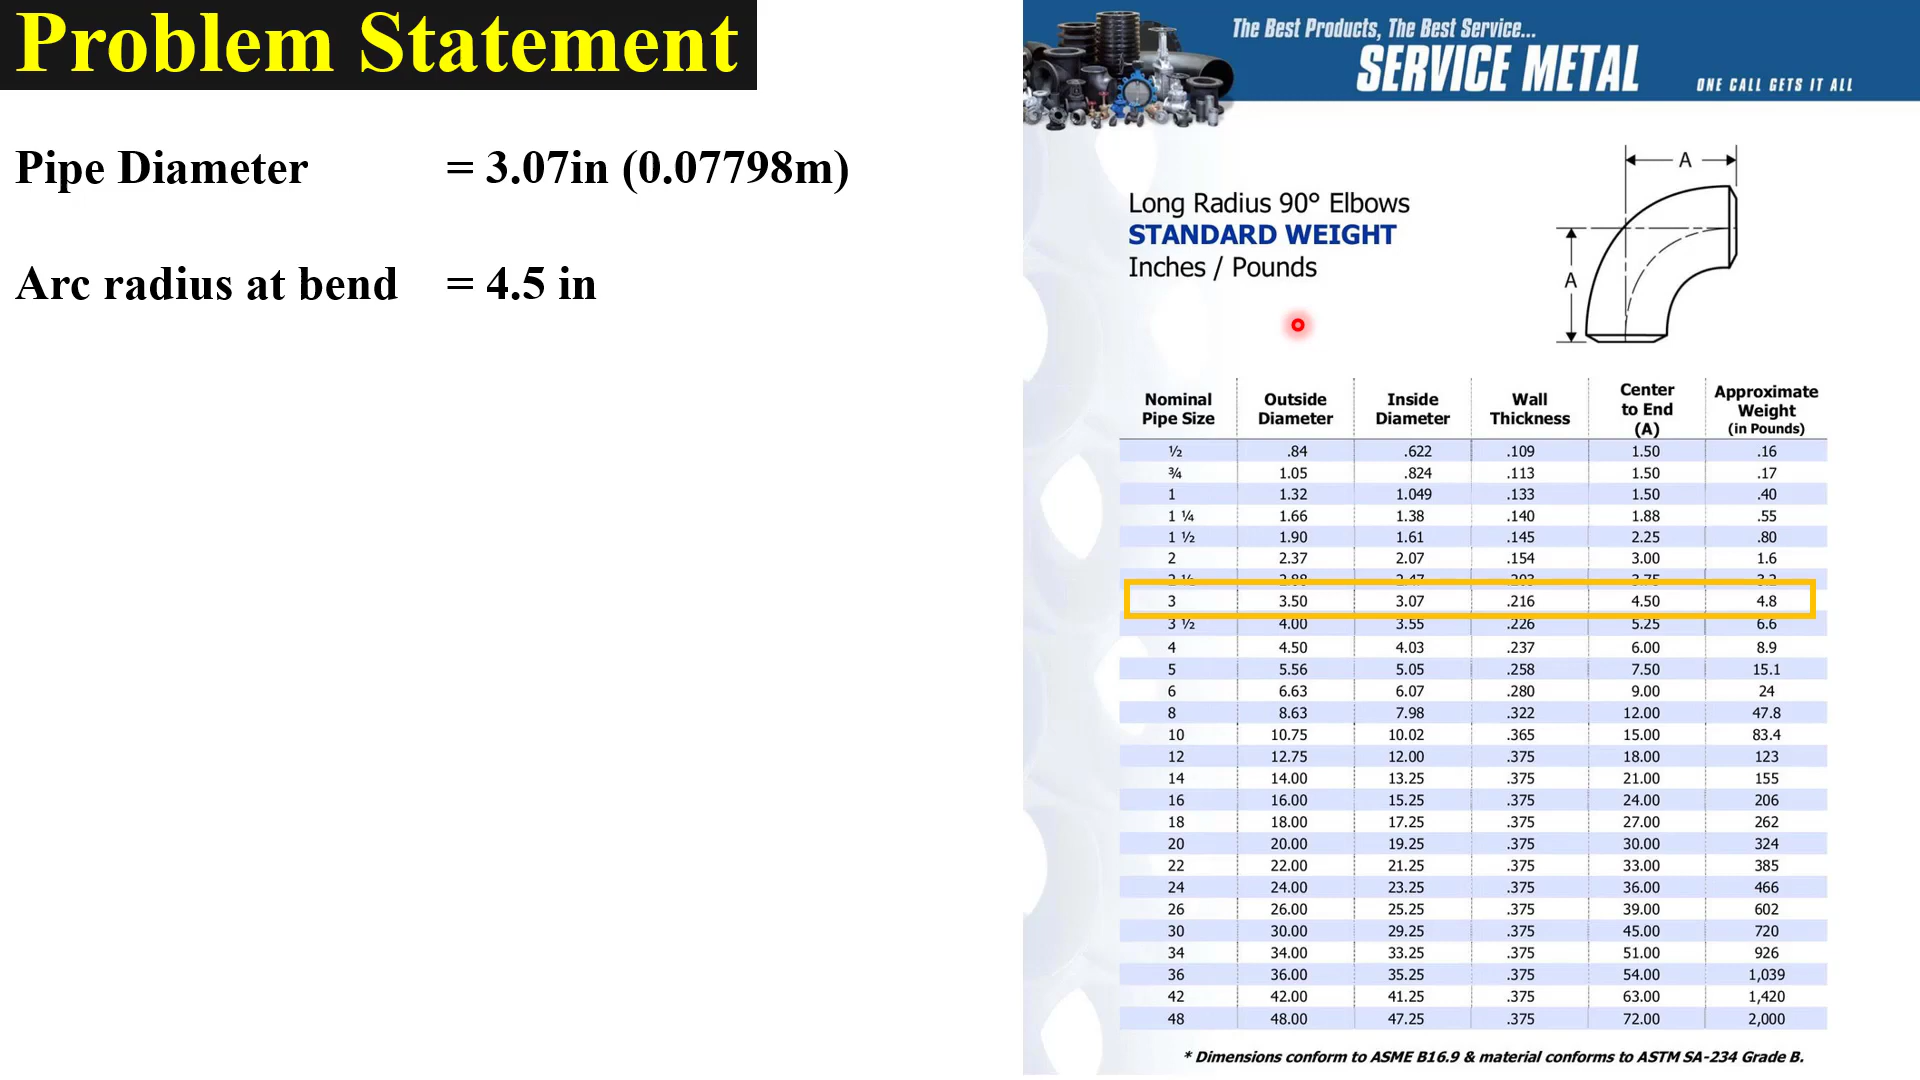 Problem Statement
Pipe Diameter = 3.07in (0.07798m)
Arc radius at bend = 4.5 in
The Best Products, The Best Service...
SERVICE METAL
ONE CALL GETS IT ALL
Long Radius 90° Elbows
STANDARD WEIGHT
Inches / Pounds
A
A
Nominal Pipe Size Outside Diameter Inside Diameter Wall Thickness Center to End (A) Approximate Weight (in Pounds)
½ .84 .622 .109 1.50 .16
¾ 1.05 .824 .113 1.50 .17
1 1.32 1.049 .133 1.50 .40
1 ¼ 1.66 1.38 .140 1.88 .55
1 ½ 1.90 1.61 .145 2.25 .80
2 2.37 2.07 .154 3.00 1.6
2 ½ 2.88 2.47 .203 3.75 3.2
3 3.50 3.07 .216 4.50 4.8
3 ½ 4.00 3.55 .226 5.25 6.6
4 4.50 4.03 .237 6.00 8.9
5 5.56 5.05 .258 7.50 15.1
6 6.63 6.07 .280 9.00 24
8 8.63 7.98 .322 12.00 47.8
10 10.75 10.02 .365 15.00 83.4
12 12.75 12.00 .375 18.00 123
14 14.00 13.25 .375 21.00 155
16 16.00 15.25 .375 24.00 206
18 18.00 17.25 .375 27.00 262
20 20.00 19.25 .375 30.00 324
22 22.00 21.25 .375 33.00 385
24 24.00 23.25 .375 36.00 466
26 26.00 25.25 .375 39.00 602
30 30.00 29.25 .375 45.00 720
34 34.00 33.25 .375 51.00 926
36 36.00 35.25 .375 54.00 1,039
42 42.00 41.25 .375 63.00 1,420
48 48.00 47.25 .375 72.00 2,000
* Dimensions conform to ASME B16.9 & material conforms to ASTM SA-234 Grade B.